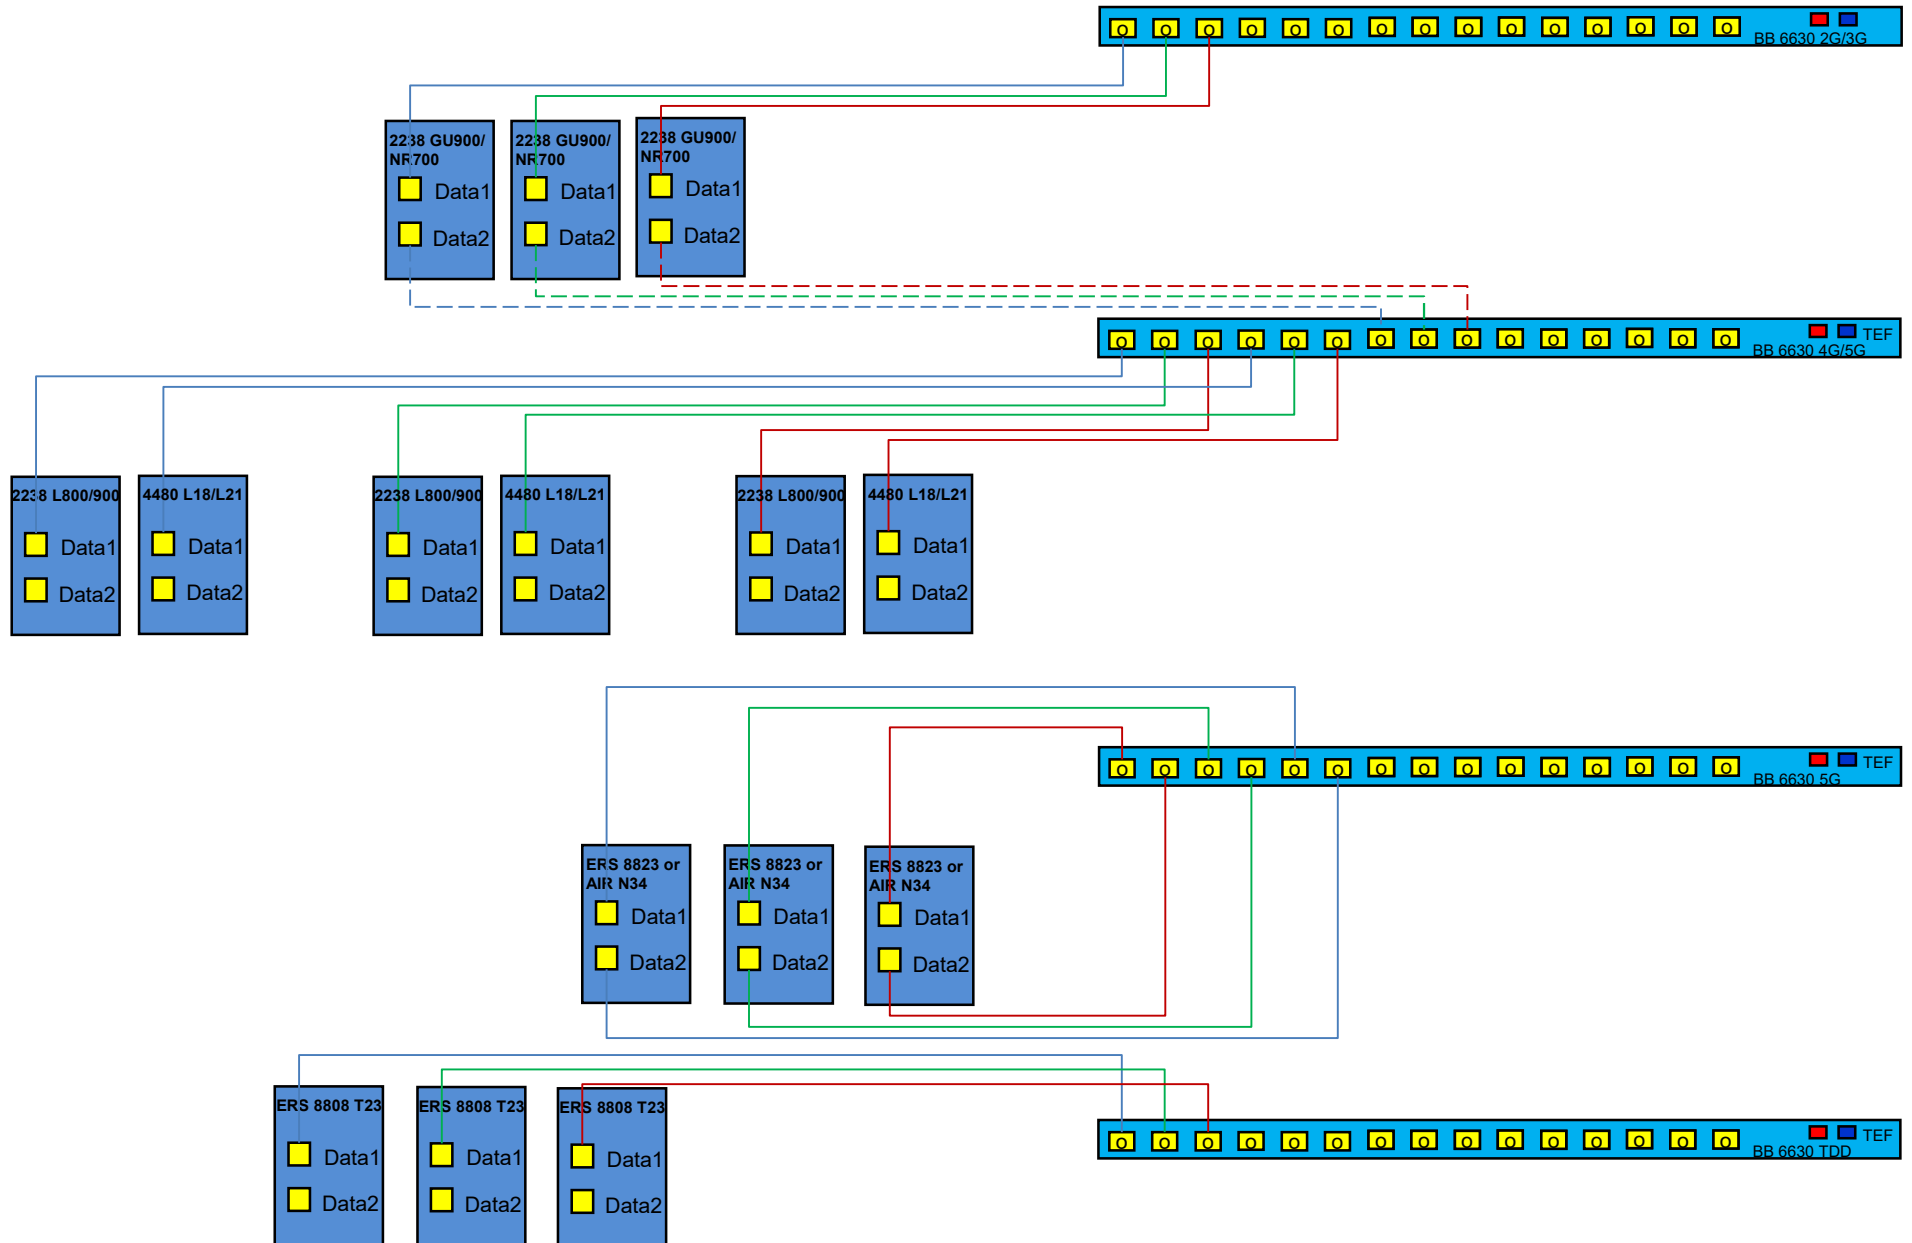 O O O O O O O O O O O O O O O
BB 6630 2G/3G
2238 GU900/
NR700
Data1
Data2
2238 GU900/
NR700
Data1
Data2
2238 GU900/
NR700
Data1
Data2
O O O O O O O O O O O O O O O
TEF
BB 6630 4G/5G
2238 L800/900
Data1
Data2
4480 L18/L21
Data1
Data2
2238 L800/900
Data1
Data2
4480 L18/L21
Data1
Data2
2238 L800/900
Data1
Data2
4480 L18/L21
Data1
Data2
O O O O O O O O O O O O O O O
TEF
BB 6630 5G
ERS 8823 or
AIR N34
Data1
Data2
ERS 8823 or
AIR N34
Data1
Data2
ERS 8823 or
AIR N34
Data1
Data2
ERS 8808 T23
Data1
Data2
ERS 8808 T23
Data1
Data2
ERS 8808 T23
Data1
Data2
O O O O O O O O O O O O O O O
TEF
BB 6630 TDD